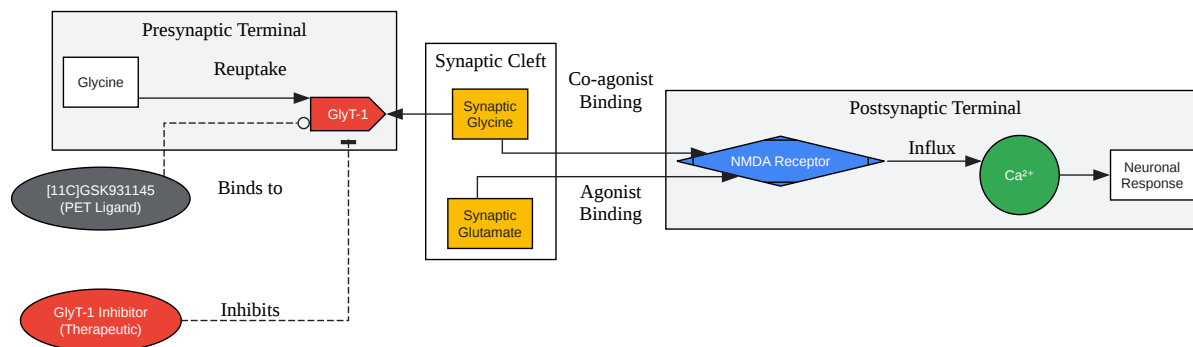 Presynaptic Terminal
Glycine
Reuptake
GlyT-1
[11C]GSK931145
(PET Ligand)
Binds to
GlyT-1 Inhibitor
(Therapeutic)
Inhibits
Synaptic Cleft
Synaptic
Glycine
Synaptic
Glutamate
Co-agonist
Binding
Agonist
Binding
Postsynaptic Terminal
NMDA Receptor
Influx
Ca²⁺
Neuronal
Response